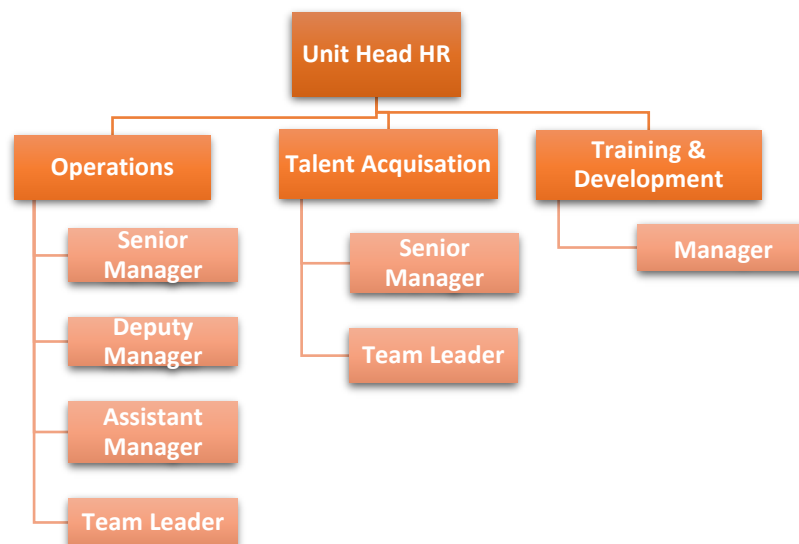 Unit Head HR
Operations
Talent Acquisation
Training &
Development
Senior
Manager
Deputy
Manager
Assistant
Manager
Team Leader
Senior
Manager
Team Leader
Manager